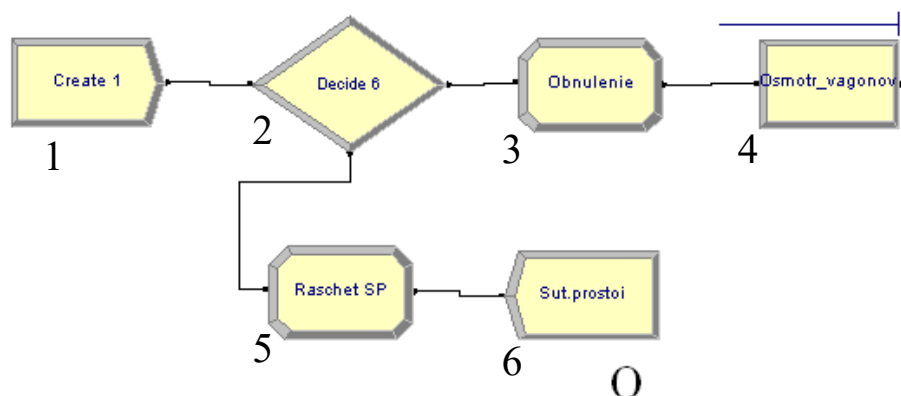 Create 1
Decide 6
Obnulenie
Osmotr_vagonov
1
2
3
4
Raschet SP
Sut.prostoi
5
6
O